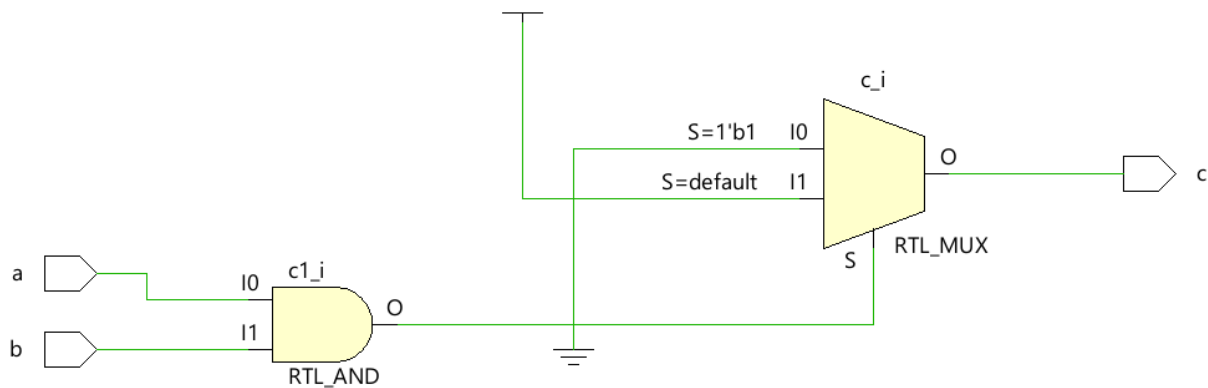 c_i
S=1'b1 I0
O
c
S=default I1
RTL_MUX
S
a
c1_i
I0
O
I1
b
RTL_AND